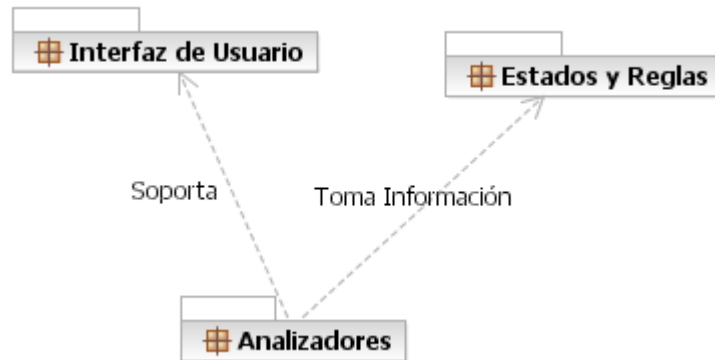 Interfaz de Usuario
Estados y Reglas
Soporta
Toma Información
Analizadores